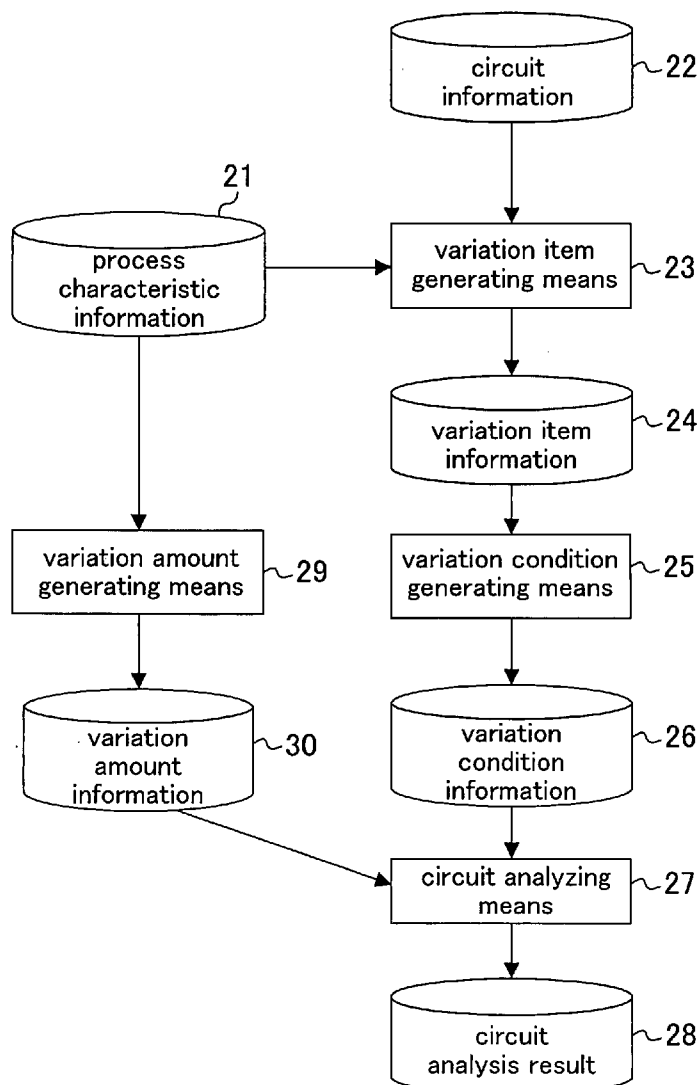 circuit
information
22
21
process
characteristic
information
variation item
generating means
23
variation item
information
24
variation amount
generating means
29
variation condition
generating means
25
variation
amount
information
30
variation
condition
information
26
circuit analyzing
means
27
circuit
analysis result
28